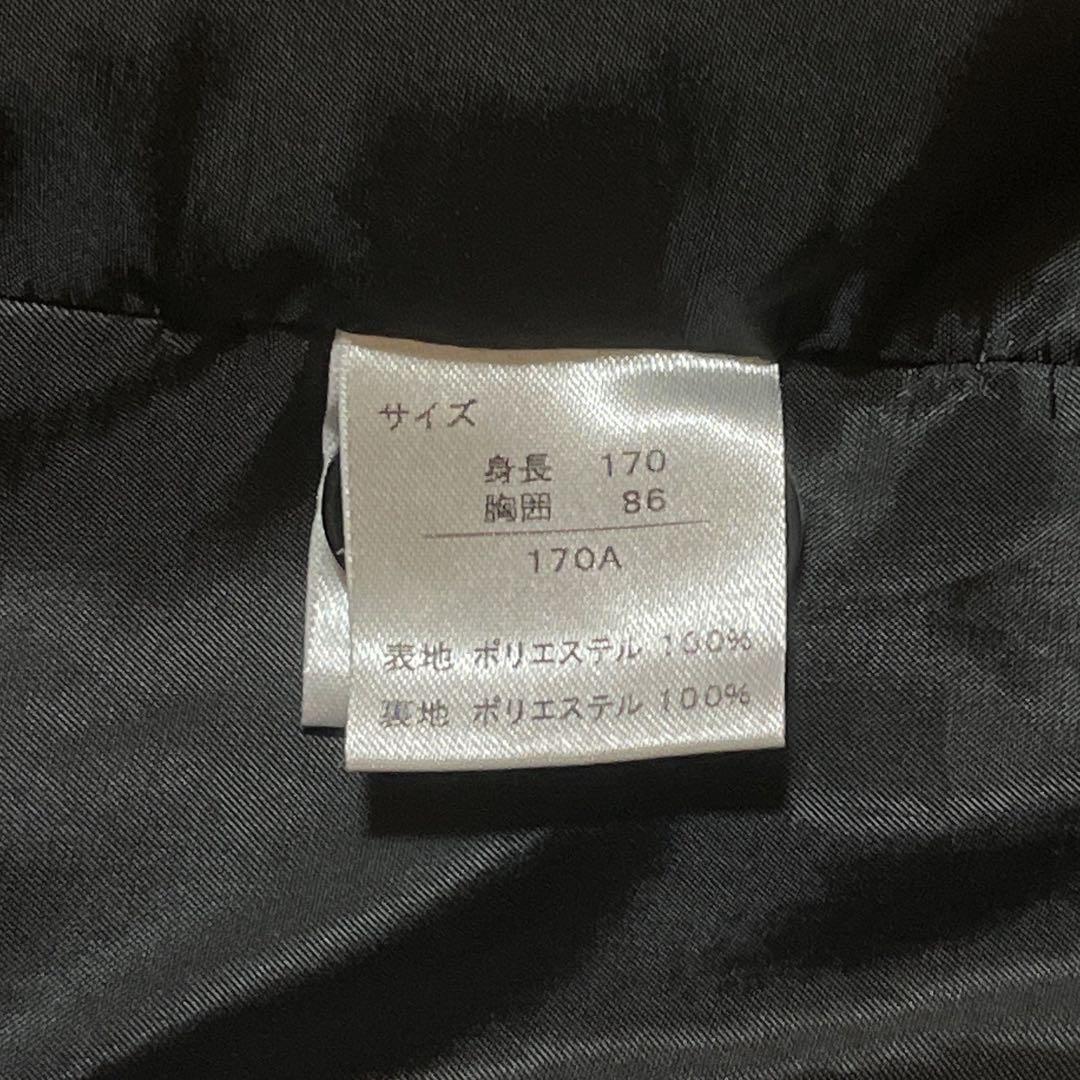 サイズ
身長 170
胸囲 86
170A
表地 ポリエステル 100%
裏地 ポリエステル 100%